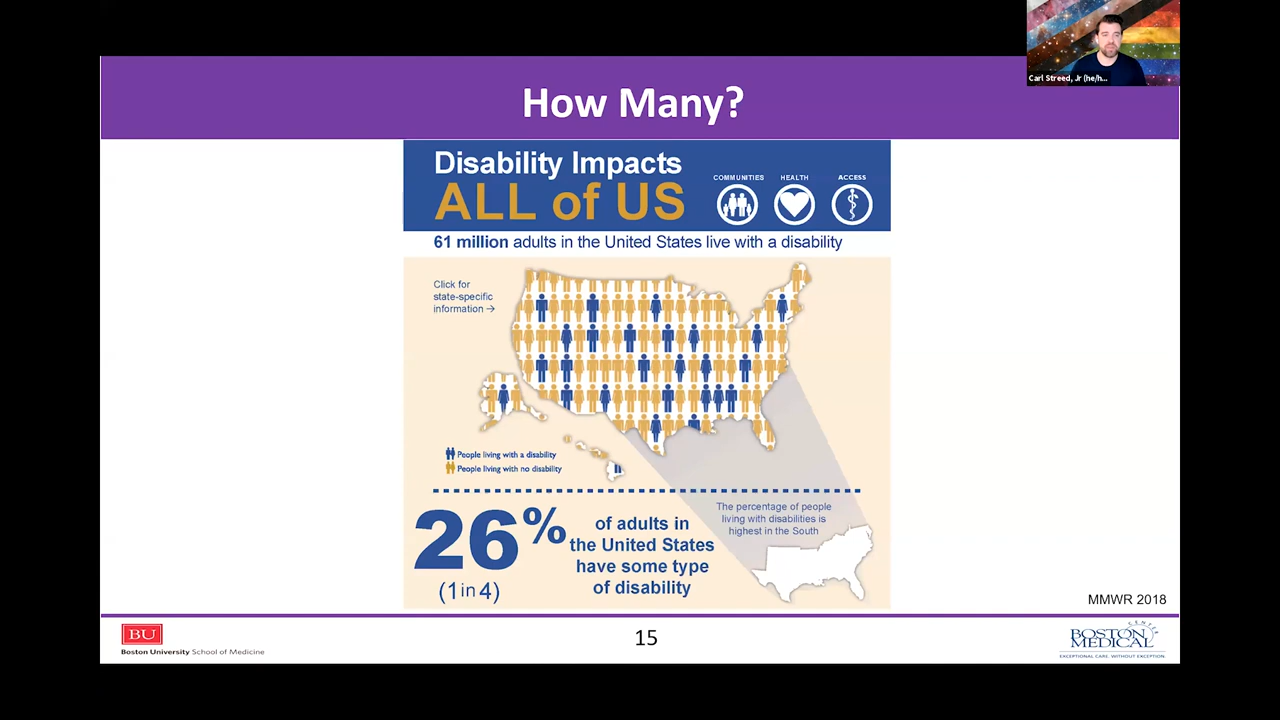 Carl Streed, Jr (he/h...
How Many?
Disability Impacts
ALL of US
COMMUNITIES
HEALTH
ACCESS
61 million adults in the United States live with a disability
Click for
state-specific
information →
People living with a disability
People living with no disability
26%
(1 in 4)
of adults in
the United States
have some type
of disability
The percentage of people
living with disabilities is
highest in the South
MMWR 2018
BU
Boston University School of Medicine
15
BOSTON
MEDICAL
CENTER
EXCEPTIONAL CARE. WITHOUT EXCEPTION.